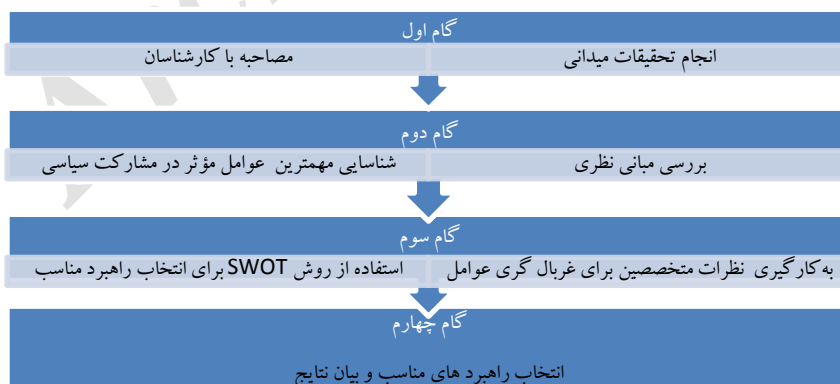 گام اول
انجام تحقیقات میدانی
مصاحبه با کارشناسان
گام دوم
بررسی مبانی نظری
شناسایی مهمترین عوامل مؤثر در مشارکت سیاسی
گام سوم
به کارگیری نظرات متخصصین برای غربال گری عوامل
استفاده از روش SWOT برای انتخاب راهبرد مناسب
گام چهارم
انتخاب راهبرد های مناسب و بیان نتایج